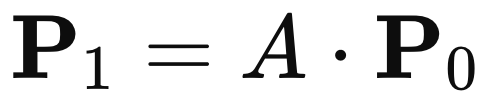 𝐏₁ = A · 𝐏₀